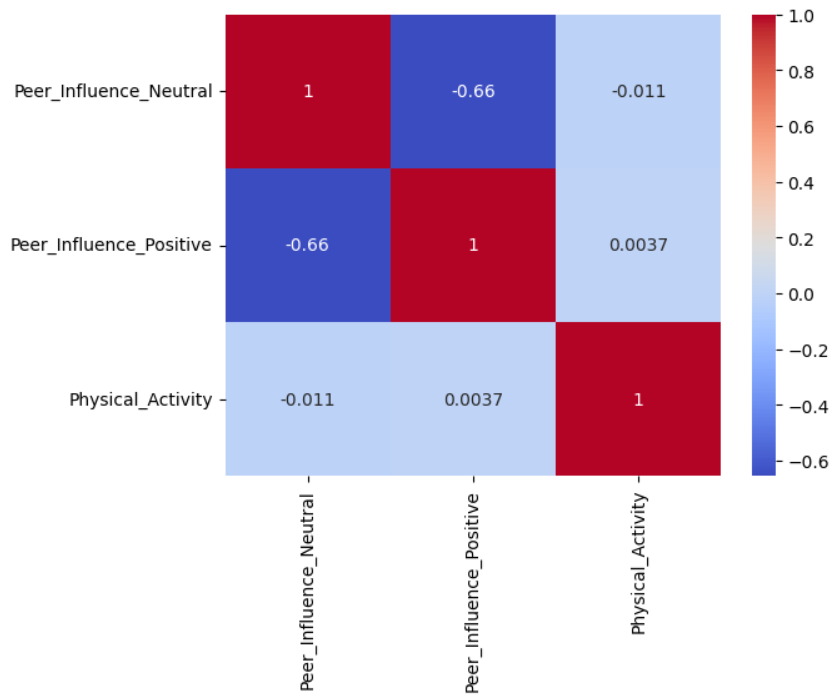 Peer_Influence_Neutral 1 -0.66 -0.011
Peer_Influence_Positive -0.66 1 0.0037
Physical_Activity -0.011 0.0037 1
Peer_Influence_Neutral
Peer_Influence_Positive
Physical_Activity
1.0
0.8
0.6
0.4
0.2
0.0
−0.2
−0.4
−0.6